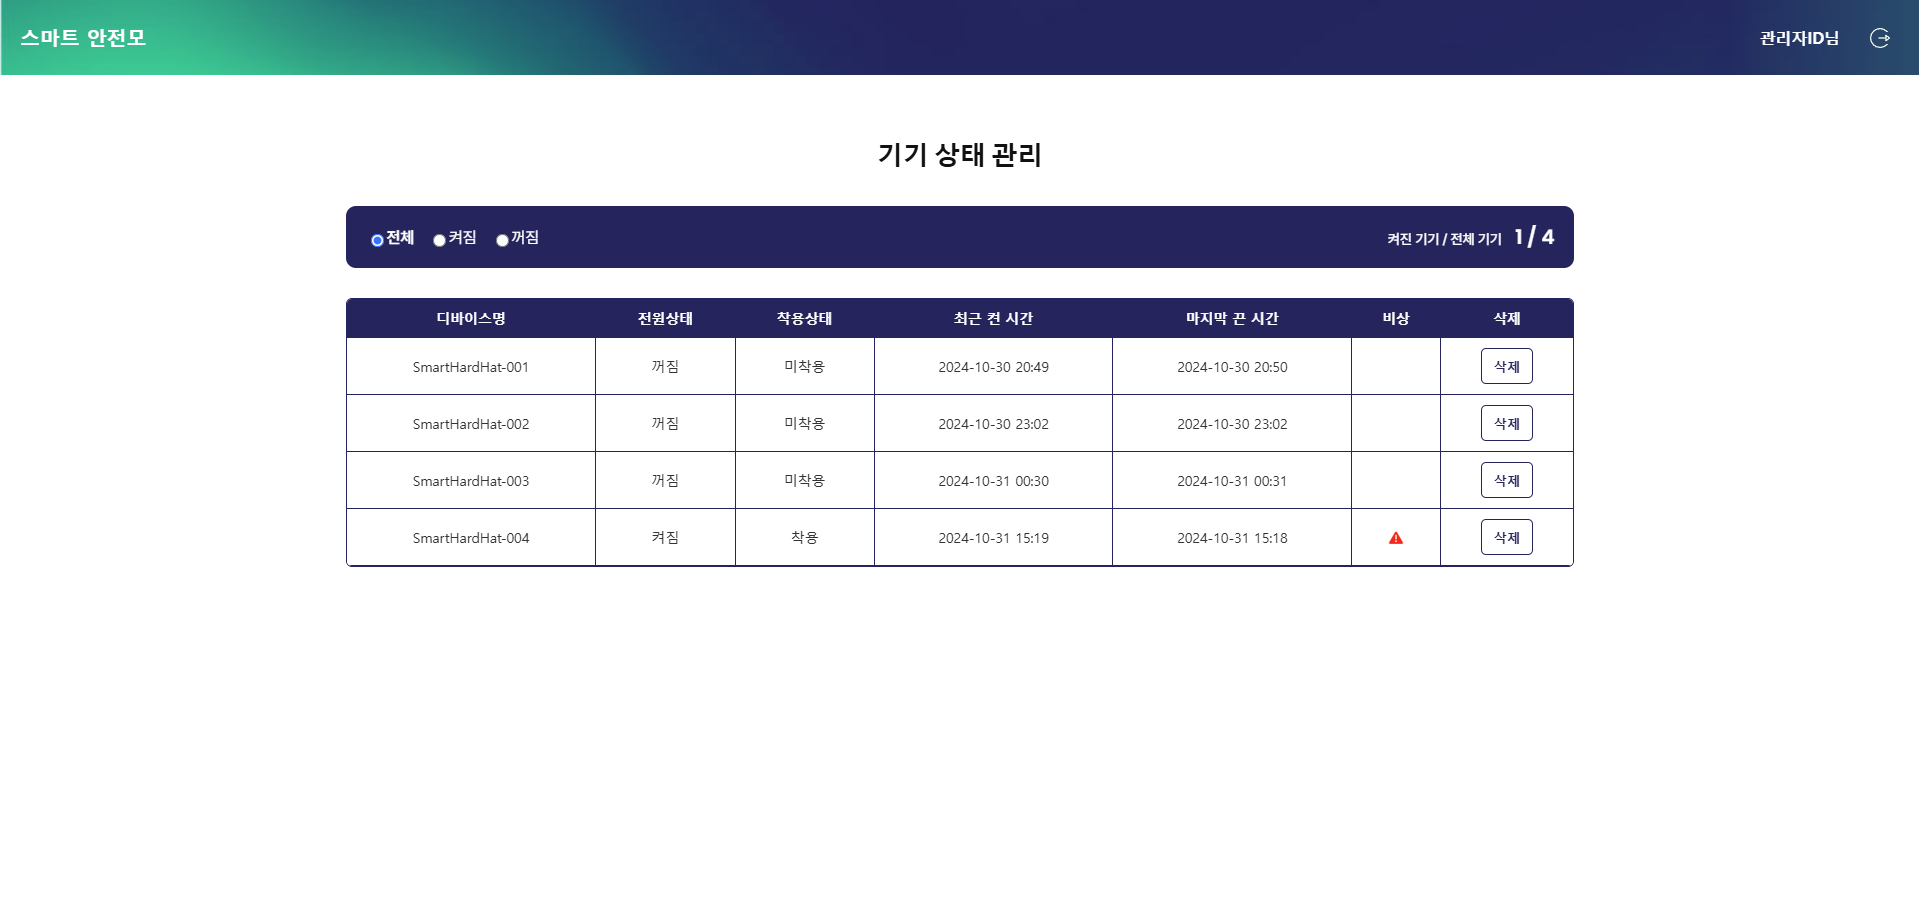 스마트 안전모
관리자ID님
기기 상태 관리
전체 켜짐 꺼짐
켜진 기기 / 전체 기기 1 / 4
디바이스명 전원상태 착용상태 최근 켠 시간 마지막 끈 시간 비상 삭제
SmartHardHat-001 꺼짐 미착용 2024-10-30 20:49 2024-10-30 20:50 삭제
SmartHardHat-002 꺼짐 미착용 2024-10-30 23:02 2024-10-30 23:02 삭제
SmartHardHat-003 꺼짐 미착용 2024-10-31 00:30 2024-10-31 00:31 삭제
SmartHardHat-004 켜짐 착용 2024-10-31 15:19 2024-10-31 15:18 삭제